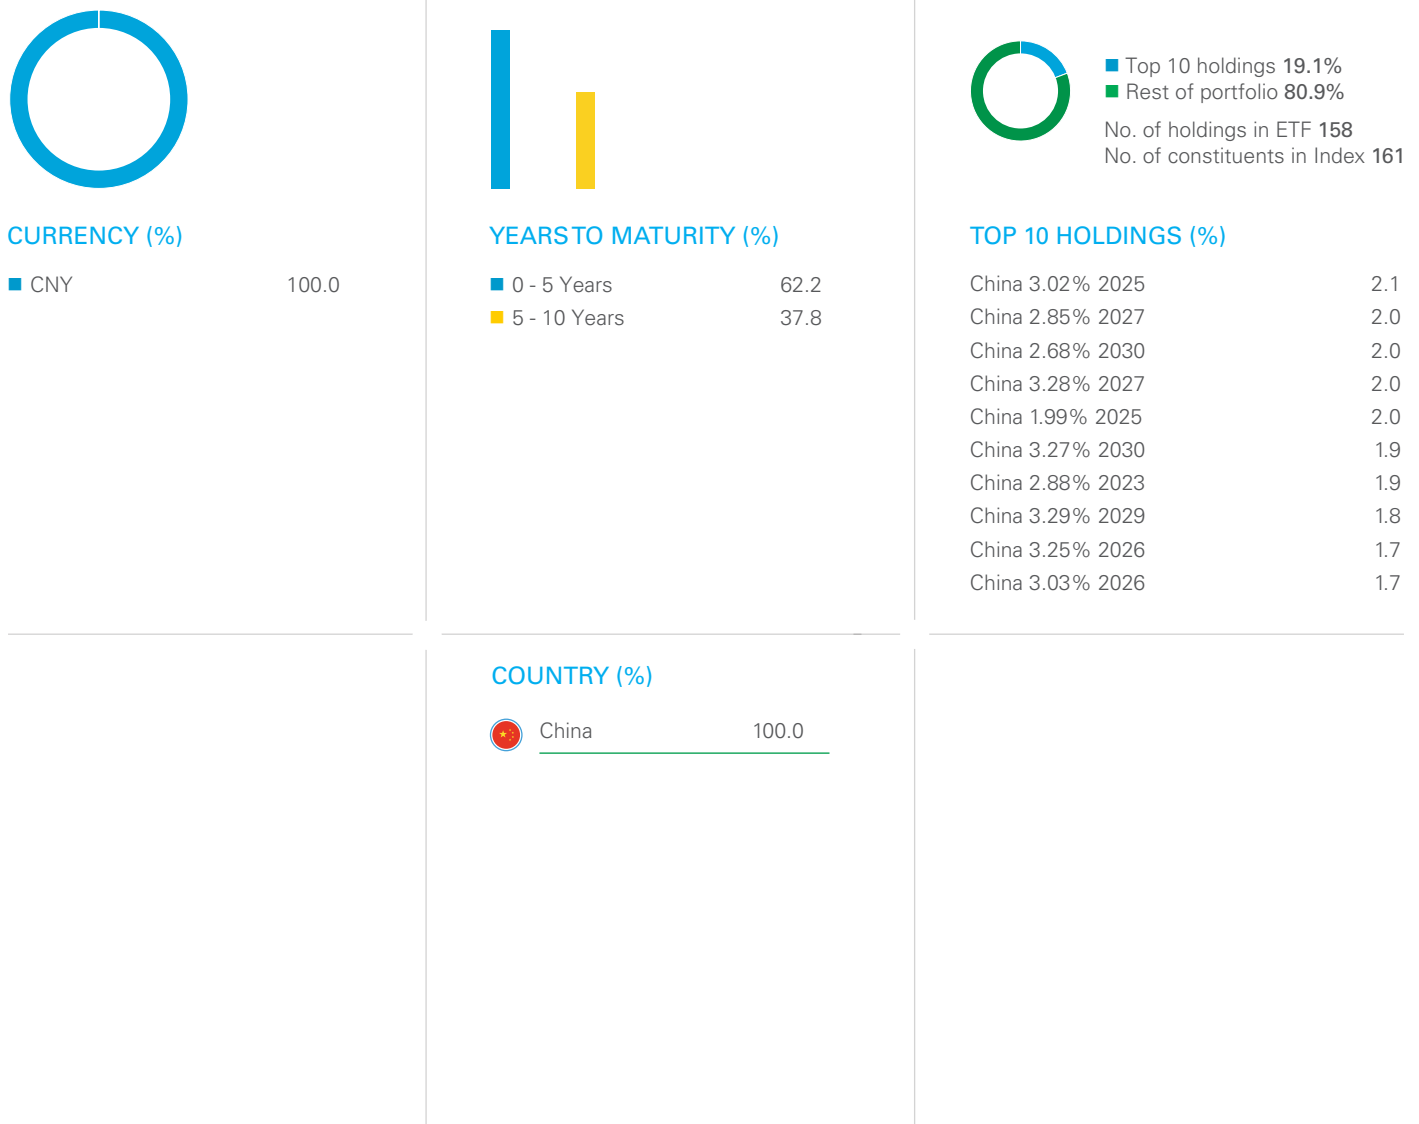 CURRENCY (%)
CNY 100.0
YEARS TO MATURITY (%)
0 - 5 Years 62.2
5 - 10 Years 37.8
Top 10 holdings 19.1%
Rest of portfolio 80.9%
No. of holdings in ETF 158
No. of constituents in Index 161
TOP 10 HOLDINGS (%)
China 3.02% 2025 2.1
China 2.85% 2027 2.0
China 2.68% 2030 2.0
China 3.28% 2027 2.0
China 1.99% 2025 2.0
China 3.27% 2030 1.9
China 2.88% 2023 1.9
China 3.29% 2029 1.8
China 3.25% 2026 1.7
China 3.03% 2026 1.7
COUNTRY (%)
China 100.0